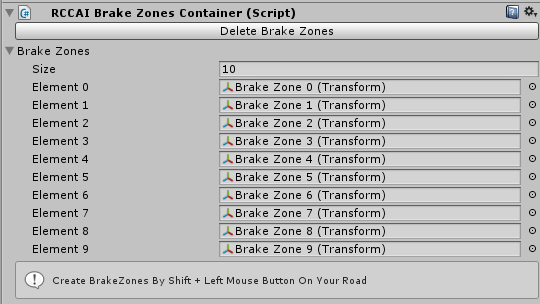 RCCAI Brake Zones Container (Script)
Delete Brake Zones
Brake Zones
Size 10
Element 0 Brake Zone 0 (Transform)
Element 1 Brake Zone 1 (Transform)
Element 2 Brake Zone 2 (Transform)
Element 3 Brake Zone 3 (Transform)
Element 4 Brake Zone 4 (Transform)
Element 5 Brake Zone 5 (Transform)
Element 6 Brake Zone 6 (Transform)
Element 7 Brake Zone 7 (Transform)
Element 8 Brake Zone 8 (Transform)
Element 9 Brake Zone 9 (Transform)
Create BrakeZones By Shift + Left Mouse Button On Your Road